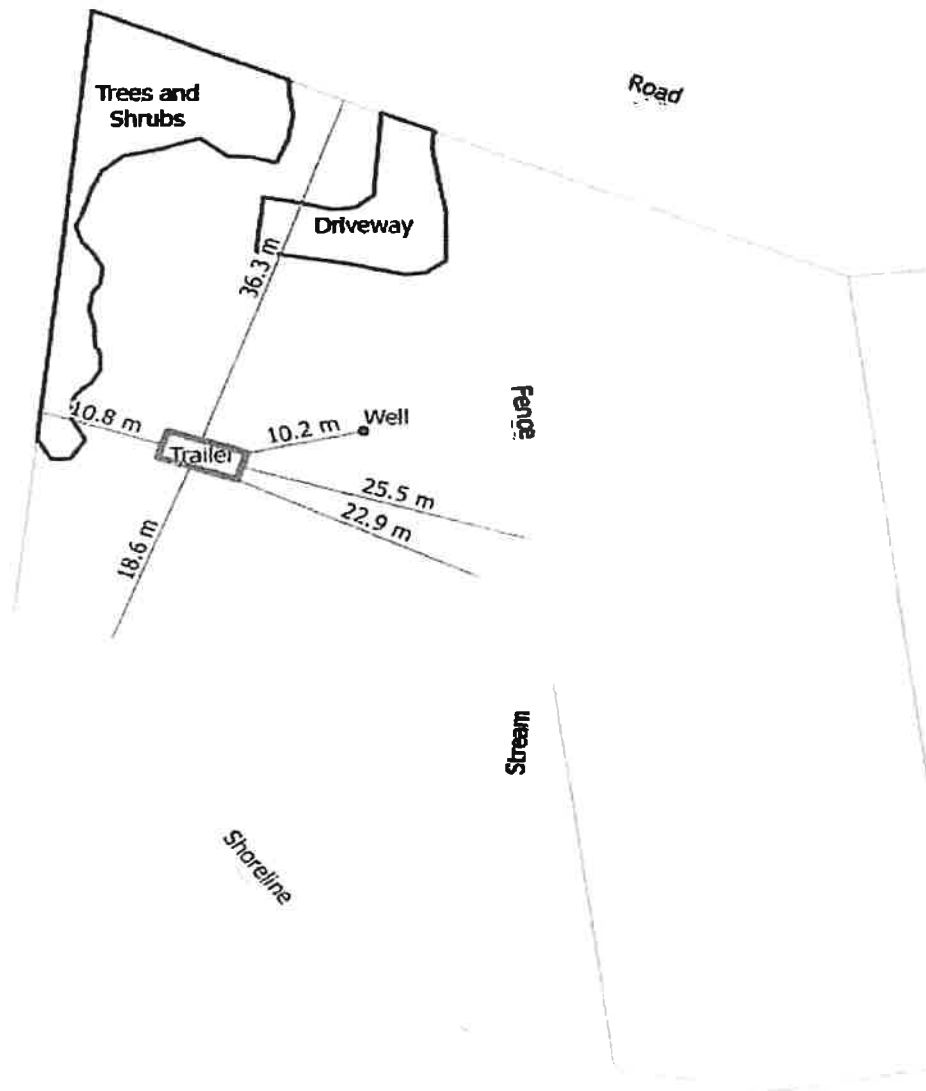 Road
Trees and
Shrubs
Driveway
36.3 m
Fence
10.8 m
Well
10.2 m
Trailer
25.5 m
22.9 m
18.6 m
Stream
Shoreline